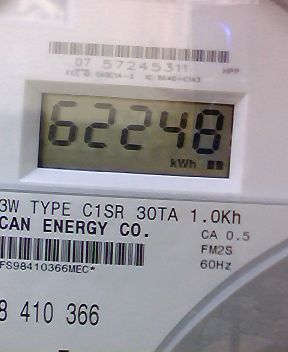 07 57245311
62248
kWh
3W TYPE C1SR 30TA 1.0Kh
CAN ENERGY CO.
CA 0.5
FM2S
60Hz
FS98410366MEC*
8 410 366